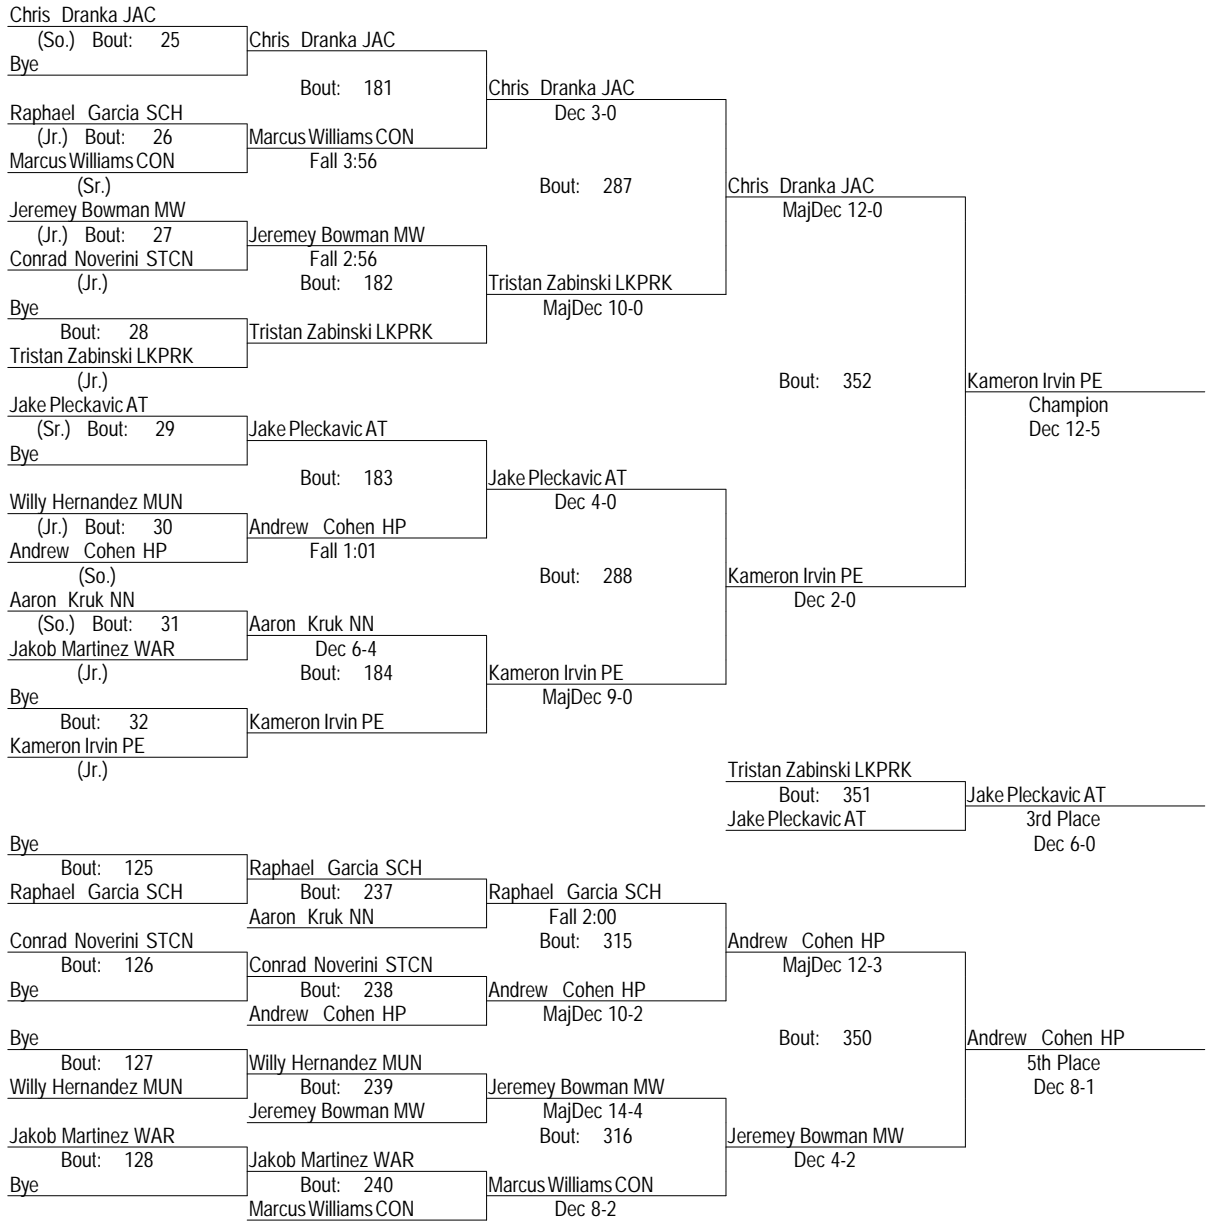 Chris Dranka JAC
(So.) Bout: 25
Chris Dranka JAC
Bye
Bout: 181
Chris Dranka JAC
Dec 3-0
Raphael Garcia SCH
(Jr.) Bout: 26
Marcus Williams CON
Marcus Williams CON
Fall 3:56
(Sr.)
Bout: 287
Chris Dranka JAC
MajDec 12-0
Jeremey Bowman MW
(Jr.) Bout: 27
Jeremey Bowman MW
Conrad Noverini STCN
Fall 2:56
(Jr.)
Bout: 182
Tristan Zabinski LKPRK
MajDec 10-0
Bye
Bout: 28
Tristan Zabinski LKPRK
Tristan Zabinski LKPRK
(Jr.)
Bout: 352
Kameron Irvin PE
Champion
Dec 12-5
Jake Pleckavic AT
(Sr.) Bout: 29
Jake Pleckavic AT
Bye
Bout: 183
Jake Pleckavic AT
Dec 4-0
Willy Hernandez MUN
(Jr.) Bout: 30
Andrew Cohen HP
Andrew Cohen HP
Fall 1:01
(So.)
Bout: 288
Kameron Irvin PE
Dec 2-0
Aaron Kruk NN
(So.) Bout: 31
Aaron Kruk NN
Jakob Martinez WAR
Dec 6-4
(Jr.)
Bout: 184
Kameron Irvin PE
MajDec 9-0
Bye
Bout: 32
Kameron Irvin PE
Kameron Irvin PE
(Jr.)
Tristan Zabinski LKPRK
Bout: 351
Jake Pleckavic AT
Jake Pleckavic AT
3rd Place
Dec 6-0
Bye
Bout: 125
Raphael Garcia SCH
Raphael Garcia SCH
Bout: 237
Raphael Garcia SCH
Aaron Kruk NN
Fall 2:00
Conrad Noverini STCN
Bout: 315
Andrew Cohen HP
MajDec 12-3
Bout: 126
Conrad Noverini STCN
Bye
Bout: 238
Andrew Cohen HP
Andrew Cohen HP
MajDec 10-2
Bye
Bout: 350
Andrew Cohen HP
5th Place
Dec 8-1
Bout: 127
Willy Hernandez MUN
Willy Hernandez MUN
Bout: 239
Jeremey Bowman MW
Jeremey Bowman MW
MajDec 14-4
Jakob Martinez WAR
Bout: 316
Jeremey Bowman MW
Dec 4-2
Bout: 128
Jakob Martinez WAR
Bye
Bout: 240
Marcus Williams CON
Marcus Williams CON
Dec 8-2